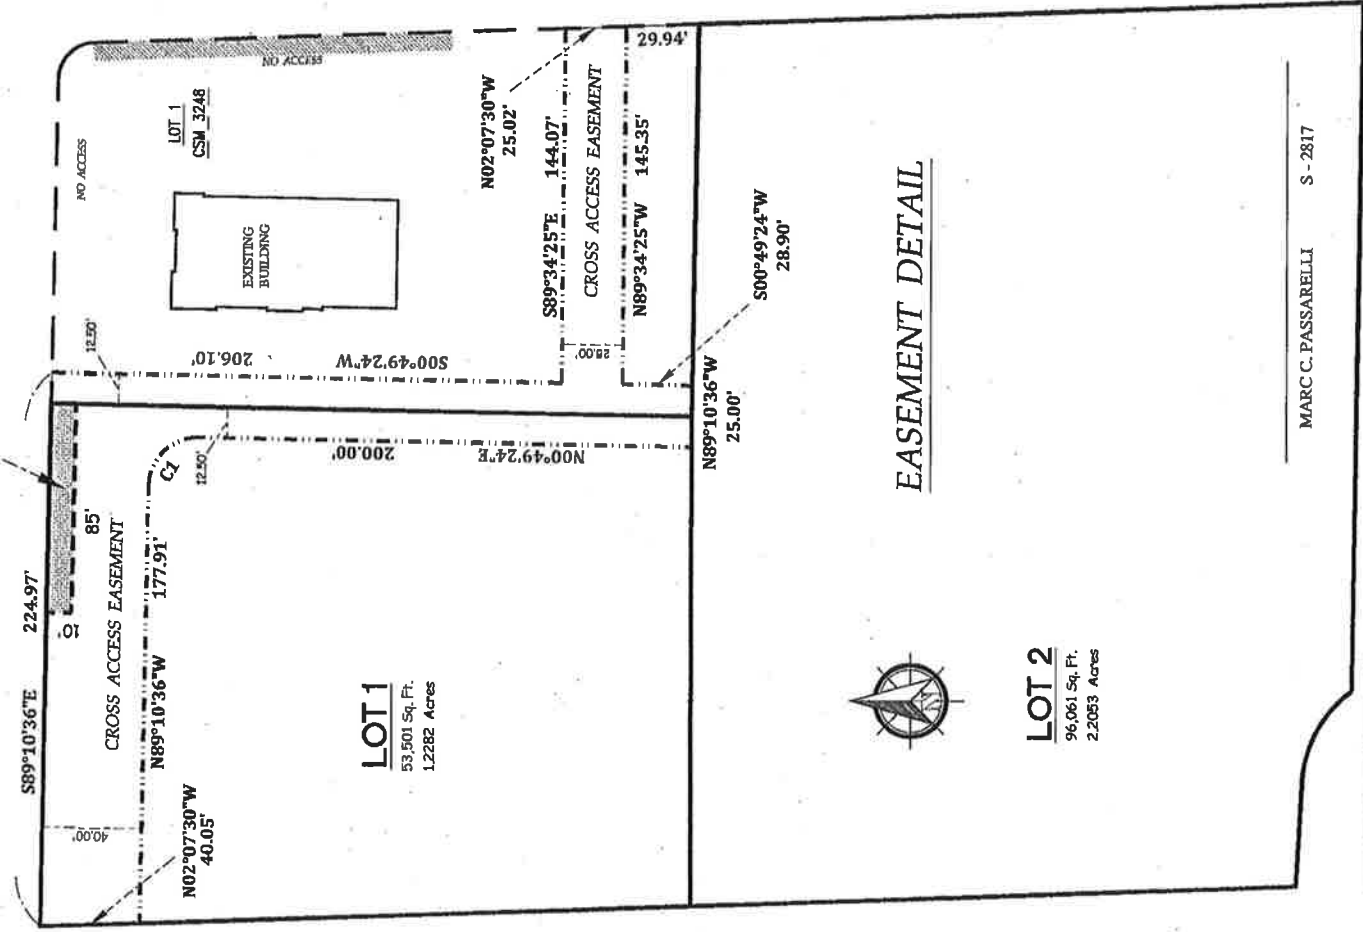 S89°10'36"E 224.97'
10'
85'
CROSS ACCESS EASEMENT
40.00'
N89°10'36"W 177.91'
C1
N02°07'30"W
40.05'
12.50'
12.50'
200.00' N00°49'24"E
206.10' S00°49'24"W
NO ACCESS
NO ACCESS
LOT 1
CSM 3248
EXISTING
BUILDING
N02°07'30"W
25.02'
29.94'
S89°34'25"E 144.07'
CROSS ACCESS EASEMENT
N89°34'25"W 145.35'
S00°49'24"W
28.90'
N89°10'36"W
25.00'
LOT 1
53,501 Sq. Ft.
1.2282 Acres
EASEMENT DETAIL
LOT 2
96,061 Sq. Ft.
2.2053 Acres
MARC C. PASSARELLI S - 2817